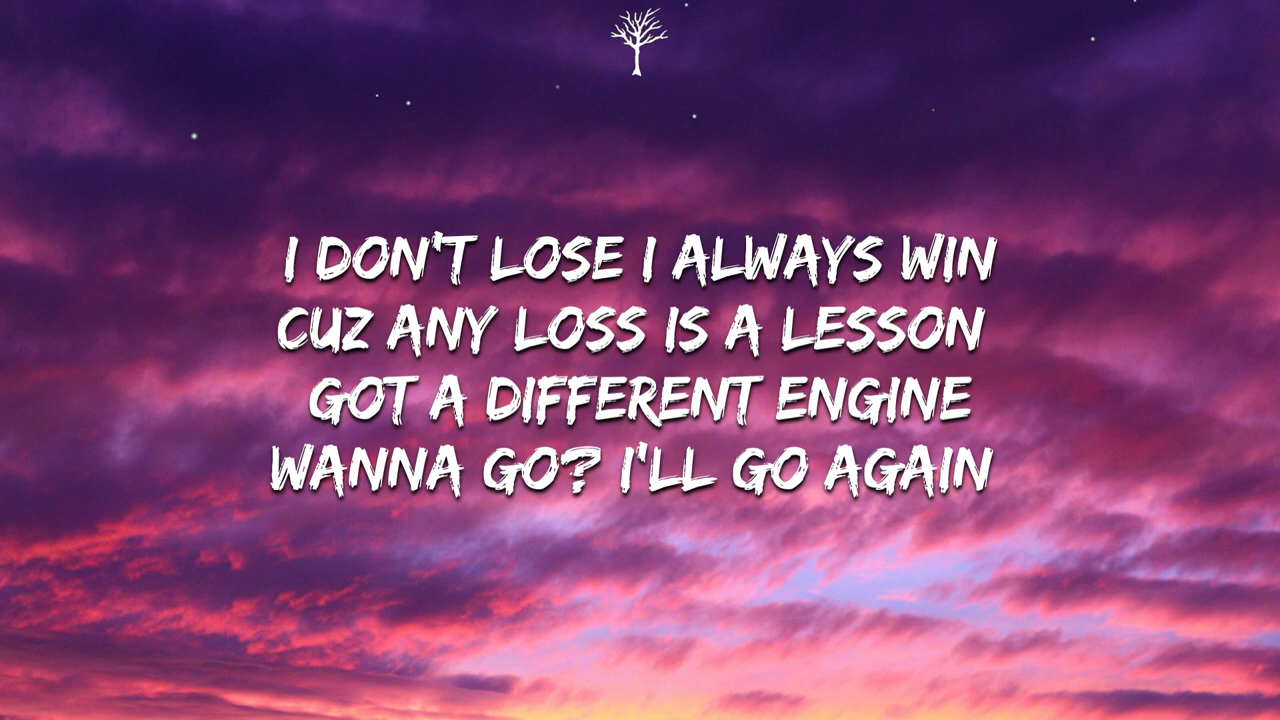 I DON'T LOSE I ALWAYS WIN
CUZ ANY LOSS IS A LESSON
GOT A DIFFERENT ENGINE
WANNA GO? I'LL GO AGAIN